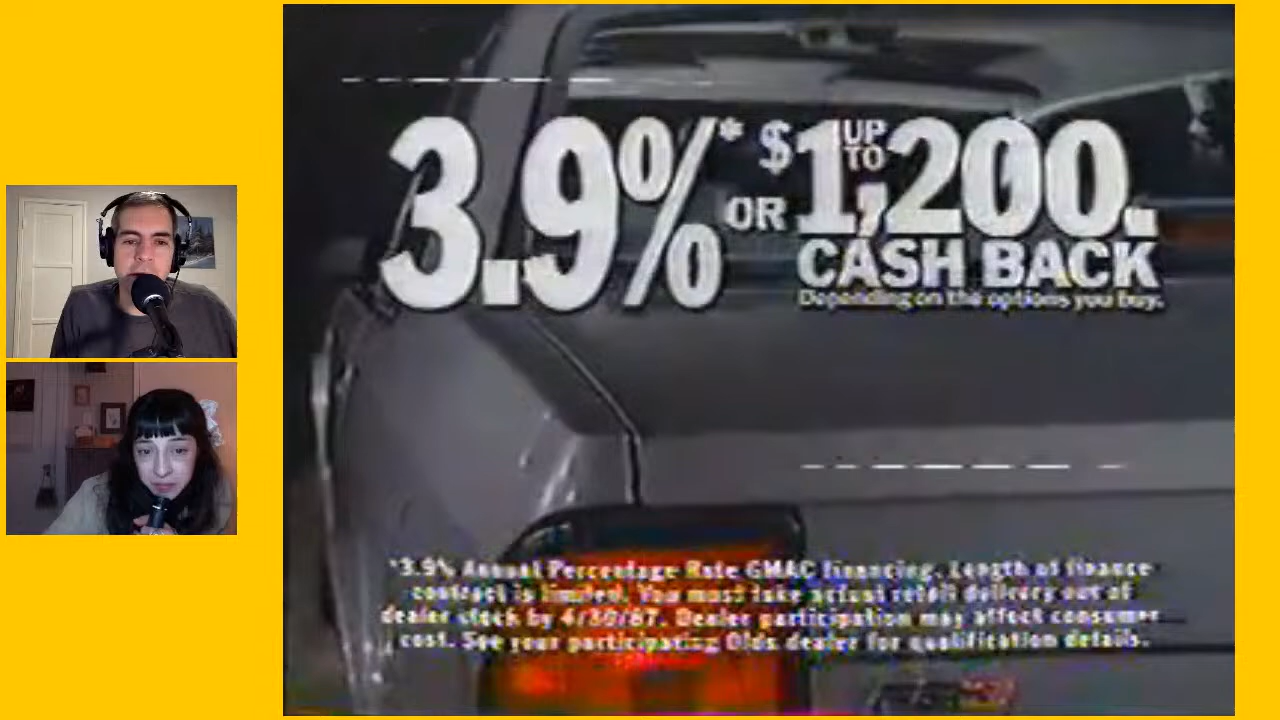 3.9%* OR UP TO $1,200.
CASH BACK
Depending on the options you buy.
*3.9% Annual Percentage Rate GMAC financing. Length of finance
contract is limited. You must take actual retail delivery out of
dealer stock by 4/30/87. Dealer participation may affect consumer
cost. See your participating Olds dealer for qualification details.